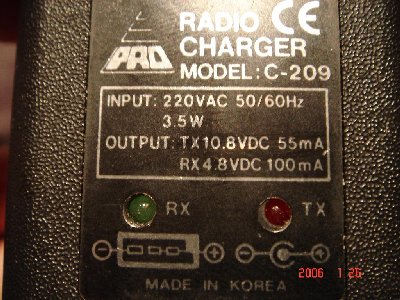 RADIO CE
PRO CHARGER
MODEL:C-209
INPUT: 220VAC 50/60Hz
3.5W
OUTPUT: TX10.8VDC 55mA
RX4.8VDC 100mA
RX TX
MADE IN KOREA
2006 1 26